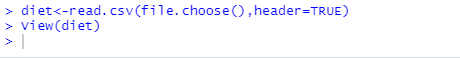 > diet<-read.csv(file.choose(),header=TRUE)
> View(diet)
>